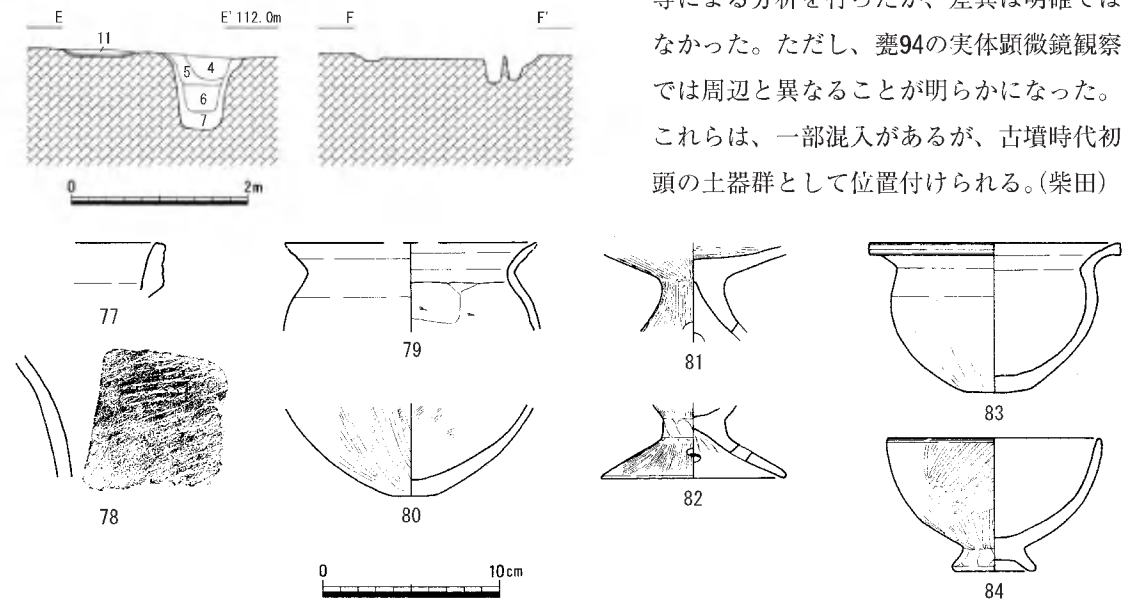 E E' 112.0m F F'
11
5 4
6
7
0 2m
等による分析を行ったが、差異は明確では
なかった。ただし、甕94の実体顕微鏡観察
では周辺と異なることが明らかになった。
これらは、一部混入があるが、古墳時代初
頭の土器群として位置付けられる。(柴田)
77
79
81
83
78
80
82
84
0 10cm